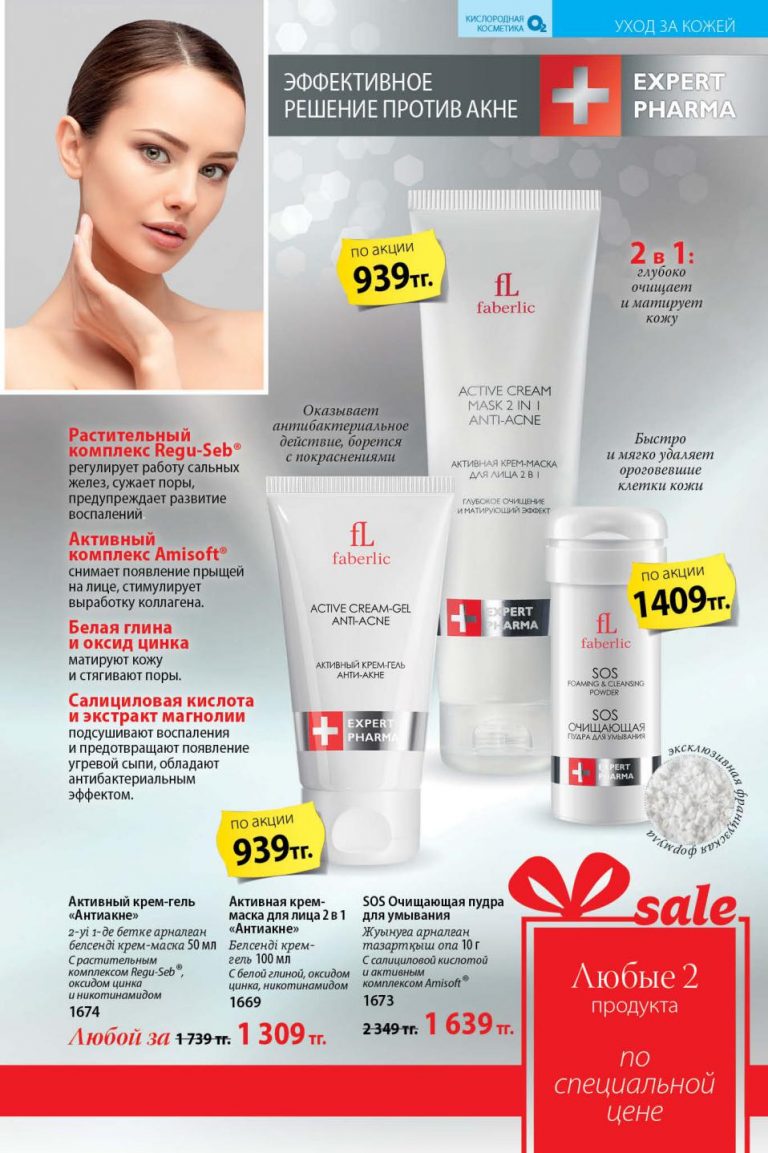 КИСЛОРОДНАЯ
КОСМЕТИКА O2
УХОД ЗА КОЖЕЙ
ЭФФЕКТИВНОЕ
РЕШЕНИЕ ПРОТИВ АКНЕ
EXPERT
PHARMA
по акции
939тг.
2 в 1:
глубоко
очищает
и матирует
кожу
fL
faberlic
ACTIVE CREAM
MASK 2 IN 1
ANTI-ACNE
АКТИВНАЯ КРЕМ-МАСКА
ДЛЯ ЛИЦА 2 В 1
ГЛУБОКОЕ ОЧИЩЕНИЕ
И МАТИРУЮЩИЙ ЭФФЕКТ
EXPERT
PHARMA
Оказывает
антибактериальное
действие, борется
с покраснениями
Быстро
и мягко удаляет
ороговевшие
клетки кожи
Растительный
комплекс Regu-Seb®
регулирует работу сальных
желез, сужает поры,
предупреждает развитие
воспалений
Активный
комплекс Amisoft®
снимает появление прыщей
на лице, стимулирует
выработку коллагена.
Белая глина
и оксид цинка
матируют кожу
и стягивают поры.
Салициловая кислота
и экстракт магнолии
подсушивают воспаления
и предотвращают появление
угревой сыпи, обладают
антибактериальным
эффектом.
fL
faberlic
ACTIVE CREAM-GEL
ANTI-ACNE
АКТИВНЫЙ КРЕМ-ГЕЛЬ
АНТИ-АКНЕ
EXPERT
PHARMA
по акции
1409тг.
fL
faberlic
SOS
FOAMING & CLEANSING
POWDER
SOS
ОЧИЩАЮЩАЯ
ПУДРА ДЛЯ УМЫВАНИЯ
EXPERT
PHARMA
эксклюзивная французская формула
по акции
939тг.
Активный крем-гель
«Антиакне»
2-уі 1-де бетке арналған
белсенді крем-маска 50 мл
С растительным
комплексом Regu-Seb®,
оксидом цинка
и никотинамидом
1674
Активная крем-
маска для лица 2 в 1
«Антиакне»
Белсенді крем-
гель 100 мл
С белой глиной, оксидом
цинка, никотинамидом
1669
SOS Очищающая пудра
для умывания
Жуынуға арналған
тазартқыш опа 10 г
С салициловой кислотой
и активным
комплексом Amisoft®
1673
Любой за 1 739 тг. 1 309 тг.
2 349 тг. 1 639 тг.
sale
Любые 2
продукта
по
специальной
цене